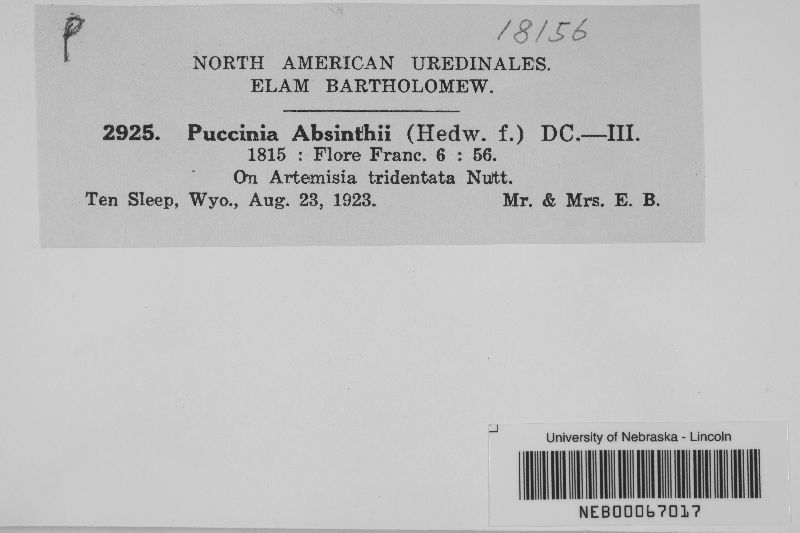 P 18156
NORTH AMERICAN UREDINALES.
ELAM BARTHOLOMEW.
2925. Puccinia Absinthii (Hedw. f.) DC.—III.
1815 : Flore Franc. 6 : 56.
On Artemisia tridentata Nutt.
Ten Sleep, Wyo., Aug. 23, 1923. Mr. & Mrs. E. B.
University of Nebraska - Lincoln
NEB00067017